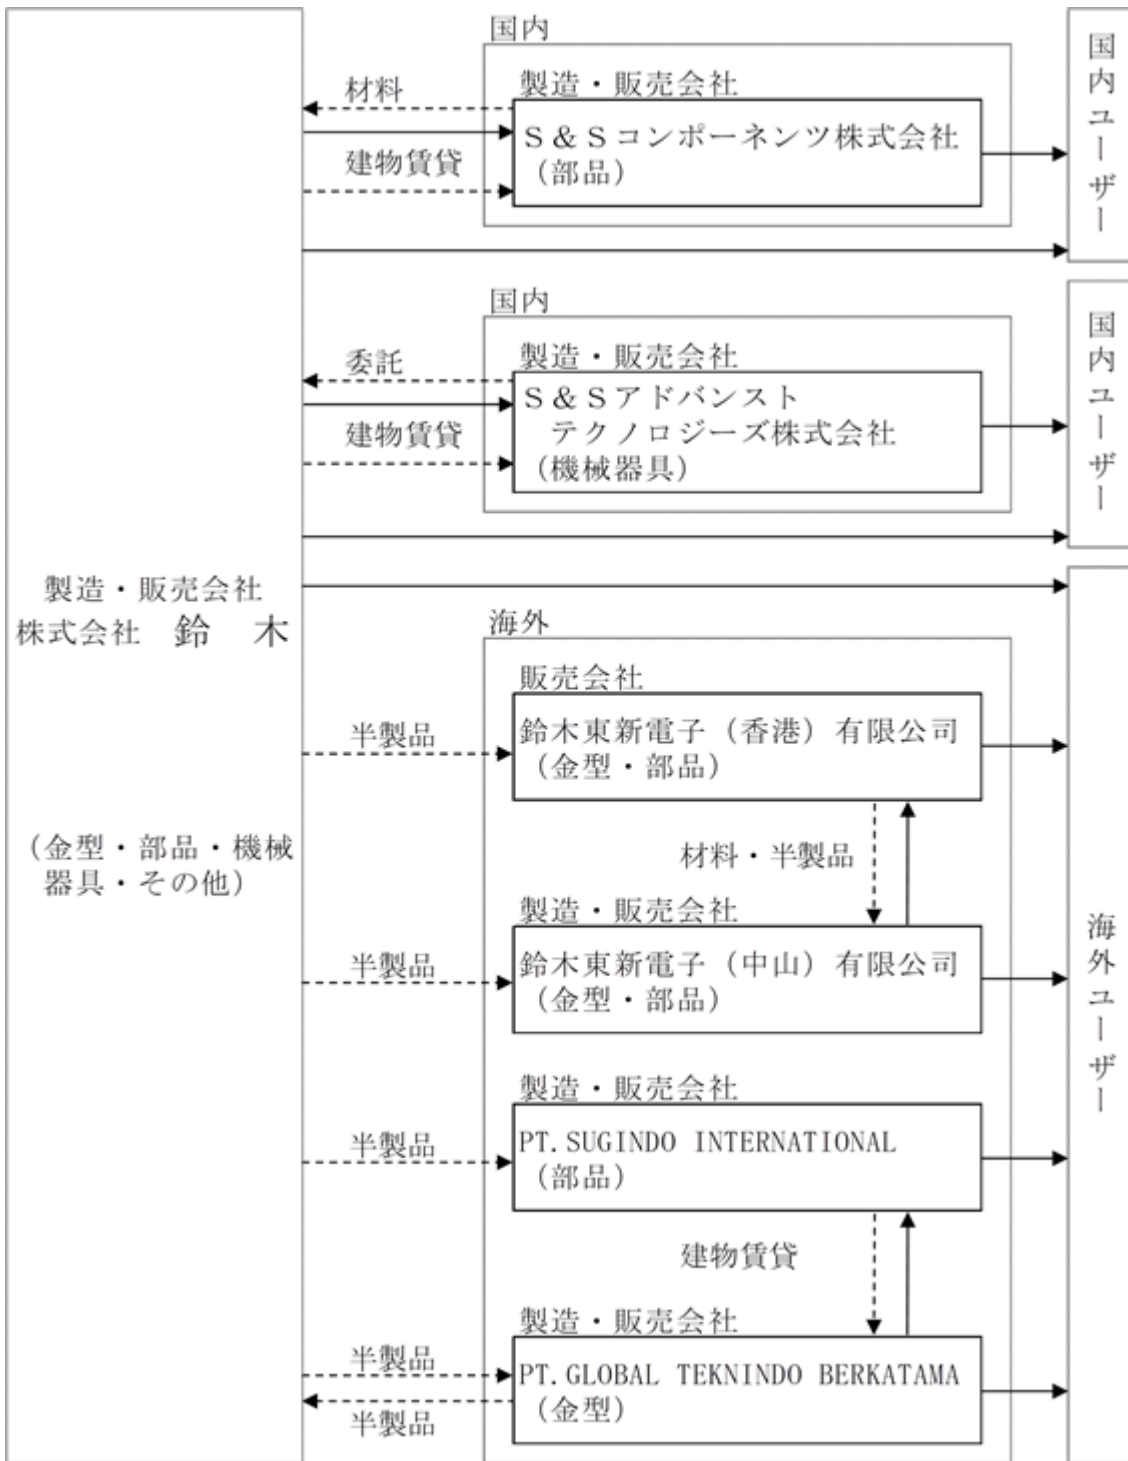 製造・販売会社
株式会社 鈴 木
（金型・部品・機械
器具・その他）
国内
製造・販売会社
Ｓ＆Ｓコンポーネンツ株式会社
（部品）
材料
建物賃貸
国内ユーザー
国内
製造・販売会社
Ｓ＆Ｓアドバンスト
テクノロジーズ株式会社
（機械器具）
委託
建物賃貸
国内ユーザー
海外
販売会社
鈴木東新電子（香港）有限公司
（金型・部品）
半製品
材料・半製品
製造・販売会社
鈴木東新電子（中山）有限公司
（金型・部品）
半製品
製造・販売会社
PT.SUGINDO INTERNATIONAL
（部品）
半製品
建物賃貸
製造・販売会社
PT.GLOBAL TEKNINDO BERKATAMA
（金型）
半製品
半製品
海外ユーザー